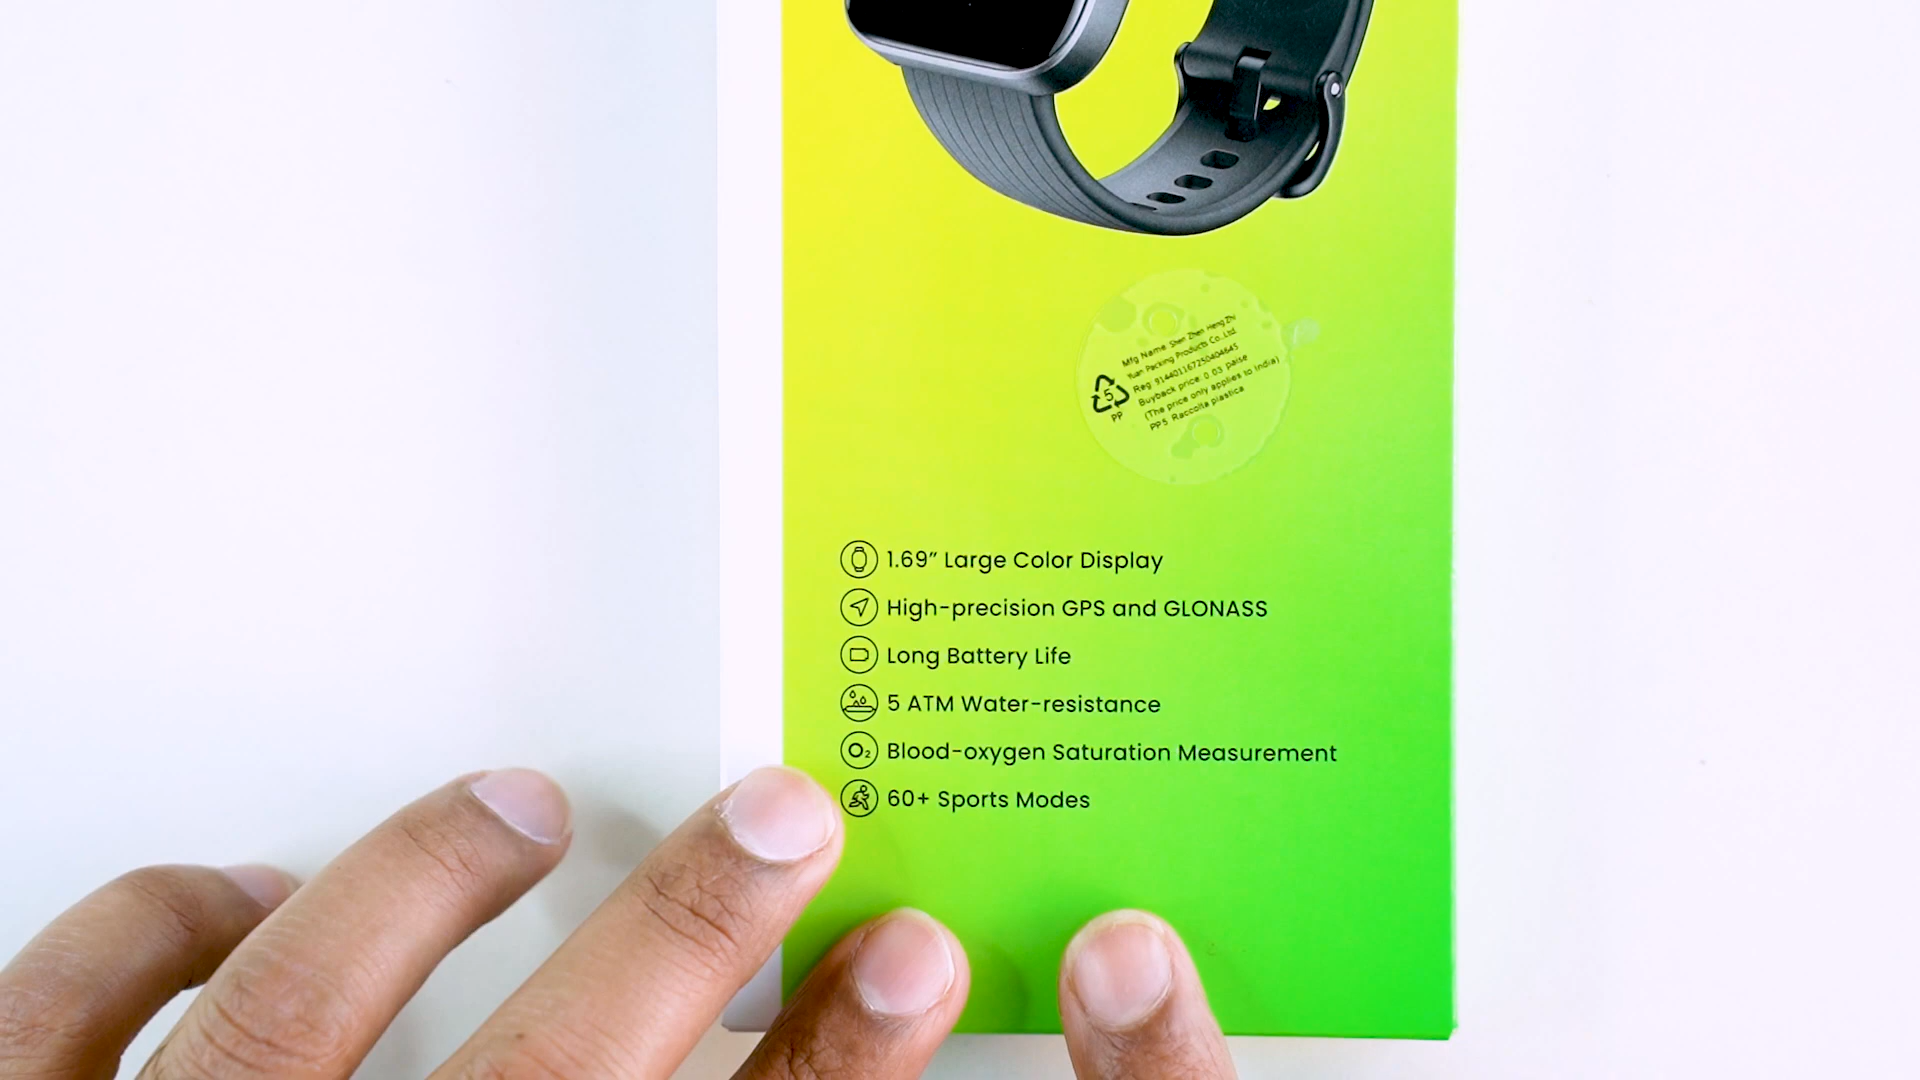 Mfg Name Shen Zhen Heng Zhi
Yuan Packing Products Co.,Ltd.
Reg 914401167250404645
Buyback price: 0.03 paise
(The price only applies to India)
PP5 Raccolta plastica
5
PP
1.69” Large Color Display
High-precision GPS and GLONASS
Long Battery Life
5 ATM Water-resistance
O₂ Blood-oxygen Saturation Measurement
60+ Sports Modes